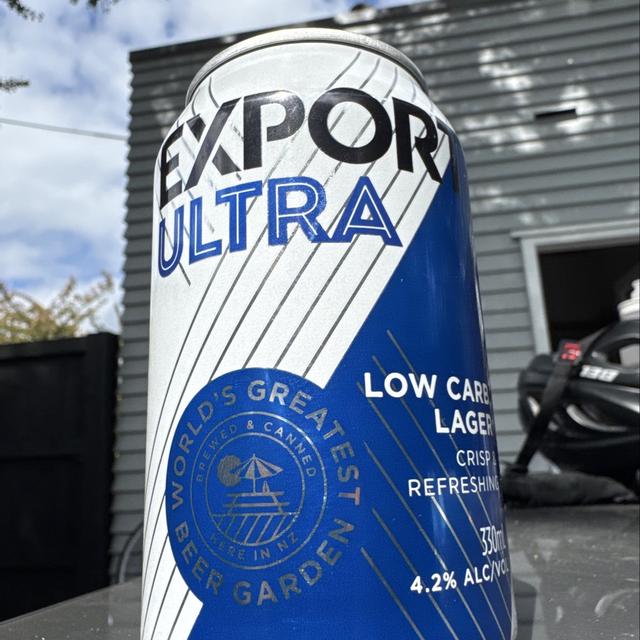 EXPORT
ULTRA
LOW CARB
LAGER
CRISP &
REFRESHING
330ml
4.2% ALC/VOL
WORLD'S GREATEST
BEER GARDEN
BREWED & CANNED
HERE IN NZ